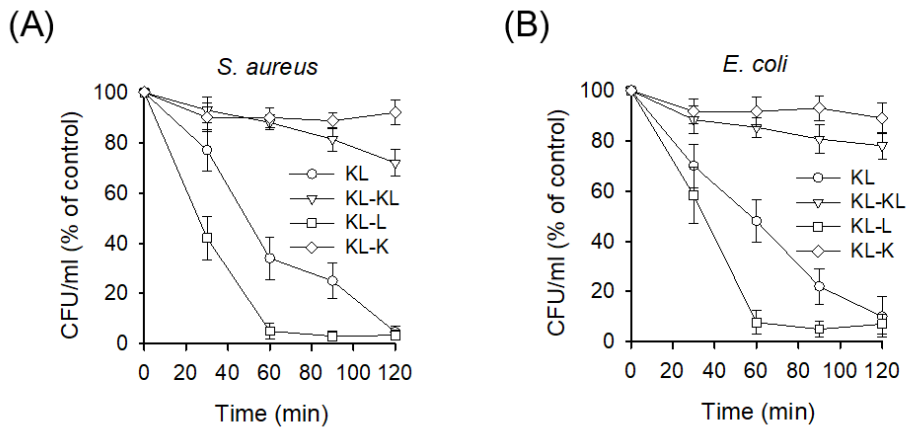 (A)
S. aureus
CFU/ml (% of control)
100
80
60
40
20
0
KL
KL-KL
KL-L
KL-K
0 20 40 60 80 100 120
Time (min)
(B)
E. coli
CFU/ml (% of control)
100
80
60
40
20
0
KL
KL-KL
KL-L
KL-K
0 20 40 60 80 100 120
Time (min)